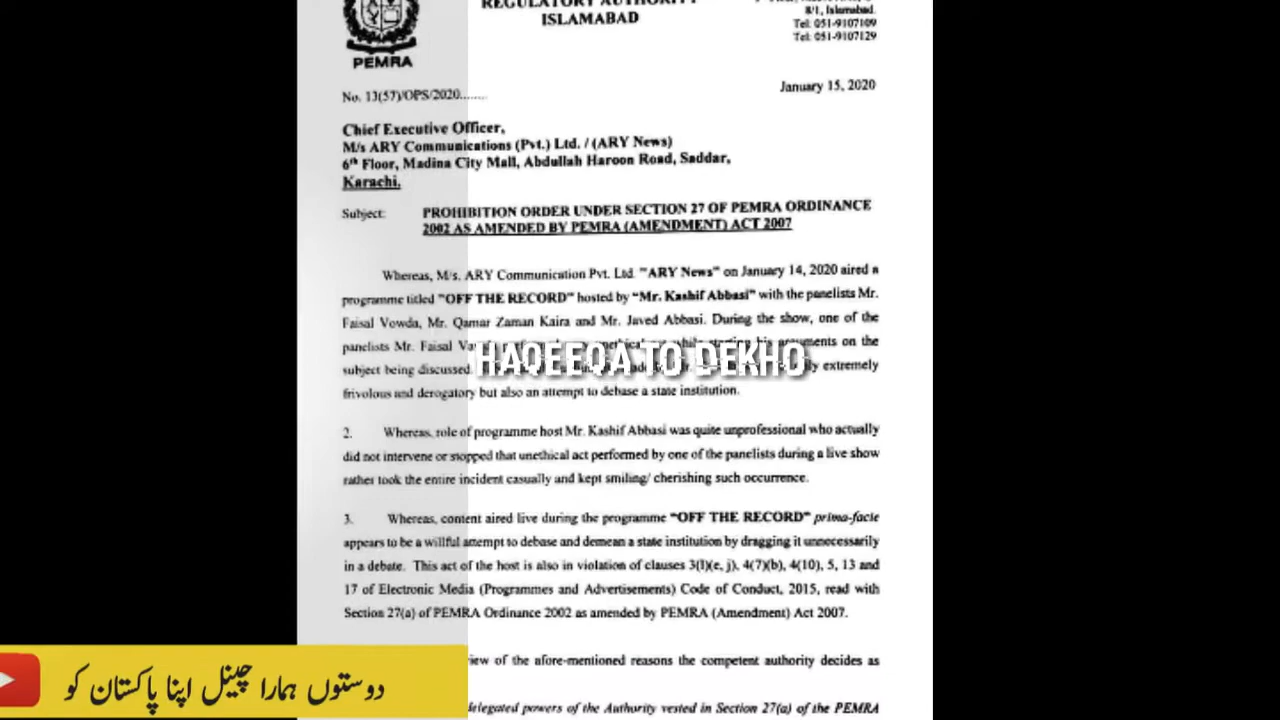 REGULATORY AUTHORITY
ISLAMABAD
8/1, Islamabad.
Tel: 051-9107109
Tel: 051-9107129
PEMRA
January 15, 2020
No. 13(57)/OPS/2020........
Chief Executive Officer,
M/s ARY Communications (Pvt.) Ltd. / (ARY News)
6th Floor, Madina City Mall, Abdullah Haroon Road, Saddar,
Karachi.
Subject: PROHIBITION ORDER UNDER SECTION 27 OF PEMRA ORDINANCE
2002 AS AMENDED BY PEMRA (AMENDMENT) ACT 2007
Whereas, M/s. ARY Communication Pvt. Ltd. "ARY News" on January 14, 2020 aired a
programme titled "OFF THE RECORD" hosted by "Mr. Kashif Abbasi" with the panelists Mr.
Faisal Vowda, Mr. Qamar Zaman Kaira and Mr. Javed Abbasi. During the show, one of the
panelists Mr. Faisal arguments on the
subject being discussed. extremely
frivolous and derogatory but also an attempt to debase a state institution.
HAQEEQA TO DEKHO
2. Whereas, role of programme host Mr. Kashif Abbasi was quite unprofessional who actually
did not intervene or stopped that unethical act performed by one of the panelists during a live show
rather took the entire incident casually and kept smiling/ cherishing such occurrence.
3. Whereas, content aired live during the programme "OFF THE RECORD" prima-facie
appears to be a willful attempt to debase and demean a state institution by dragging it unnecessarily
in a debate. This act of the host is also in violation of clauses 3(1)(e, j), 4(7)(b), 4(10), 5, 13 and
17 of Electronic Media (Programmes and Advertisements) Code of Conduct, 2015, read with
Section 27(a) of PEMRA Ordinance 2002 as amended by PEMRA (Amendment) Act 2007.
of the afore-mentioned reasons the competent authority decides as
powers of the Authority vested in Section 27(a) of the PEMRA
دوستوں ہمارا چینل اپنا پاکستان کو